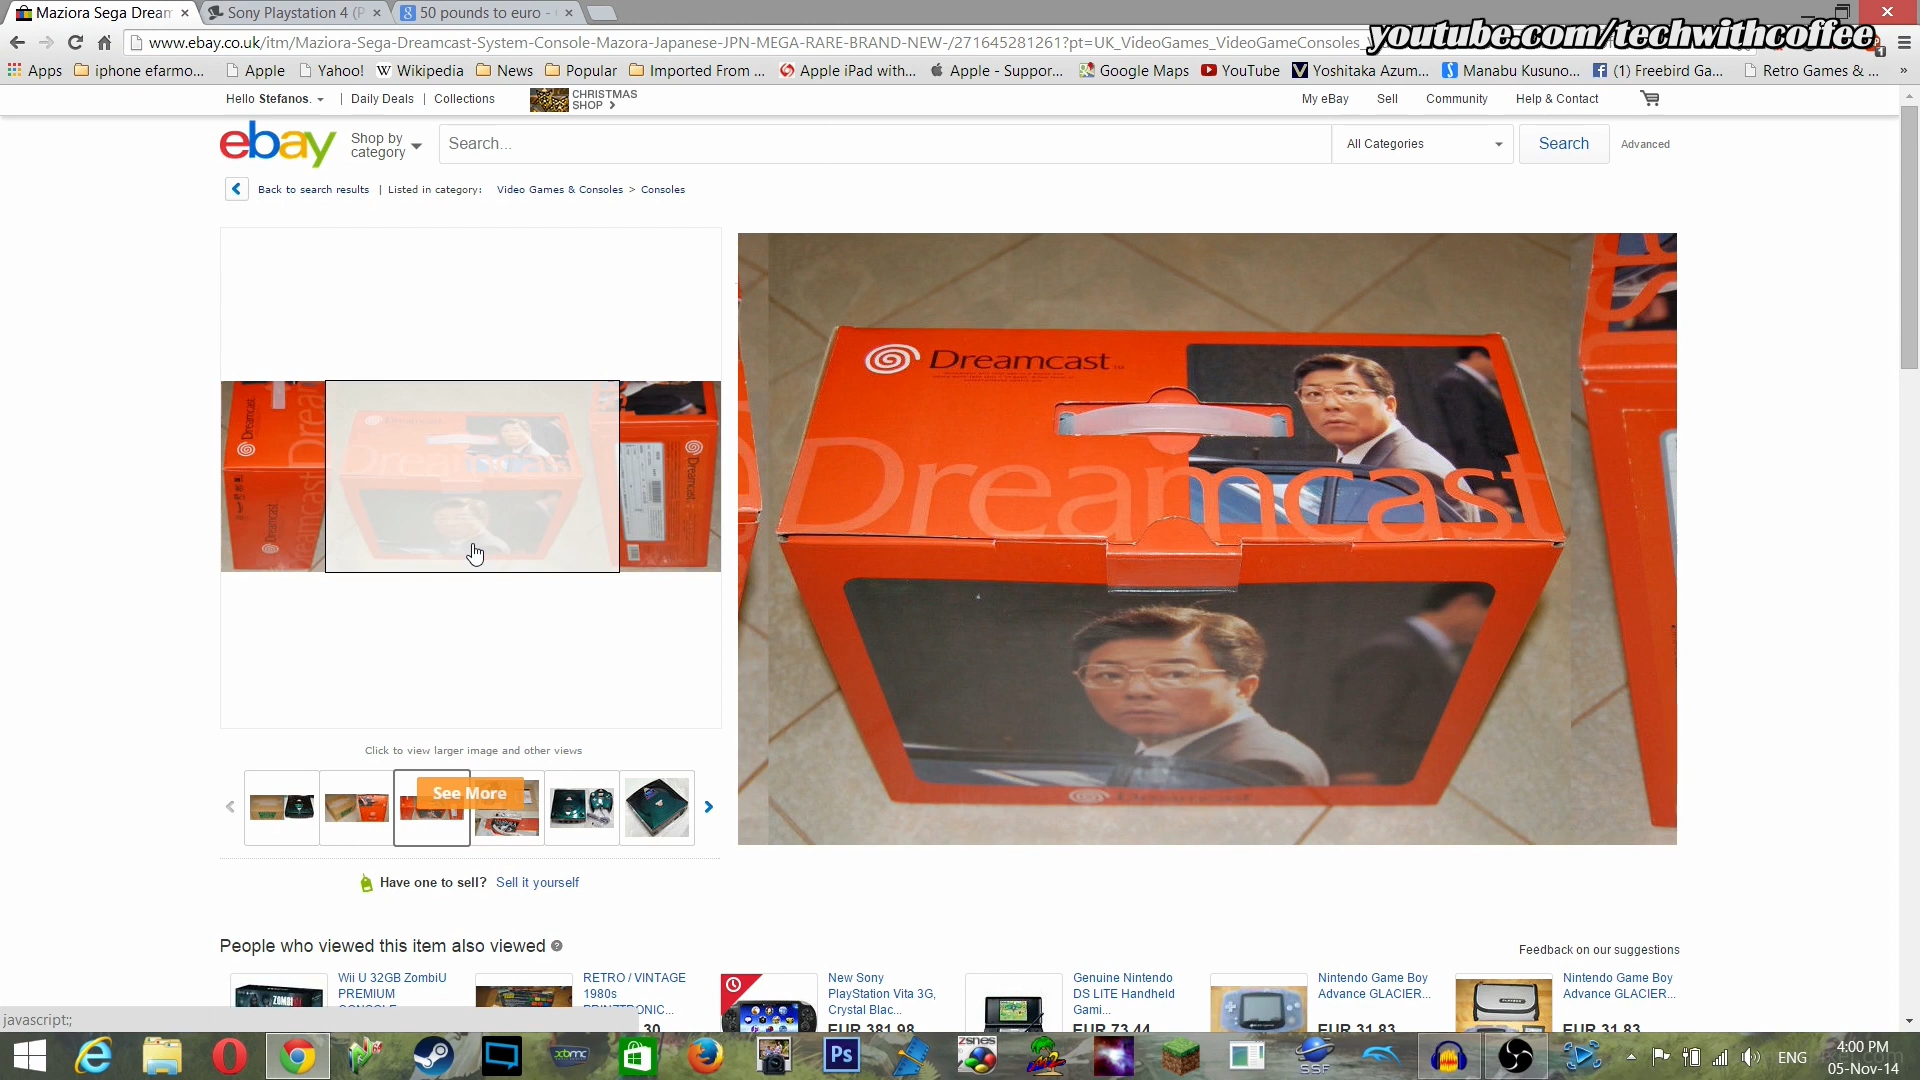 Maziora Sega Dream
Sony Playstation 4 (P
50 pounds to euro -
www.ebay.co.uk/itm/Maziora-Sega-Dreamcast-System-Console-Mazora-Japanese-JPN-MEGA-RARE-BRAND-NEW-/271645281261?pt=UK_VideoGames_VideoGameConsoles_
youtube.com/techwithcoffee
Apps
iphone efarmo...
Apple
Yahoo!
Wikipedia
News
Popular
Imported From ...
Apple iPad with...
Apple - Suppor...
Google Maps
YouTube
Yoshitaka Azum...
Manabu Kusuno...
(1) Freebird Ga...
Retro Games & ...
Hello Stefanos.
Daily Deals
Collections
CHRISTMAS
SHOP
My eBay
Sell
Community
Help & Contact
ebay
Shop by
category
Search...
All Categories
Search
Advanced
Back to search results | Listed in category: Video Games & Consoles > Consoles
Dreamcast
Dreamcast
Dreamcast
Dreamcast
Click to view larger image and other views
See More
Have one to sell? Sell it yourself
People who viewed this item also viewed
Feedback on our suggestions
Wii U 32GB ZombiU
PREMIUM
CONSOLE
RETRO / VINTAGE
1980s
PRINZTRONIC...
30
New Sony
PlayStation Vita 3G,
Crystal Blac...
EUR 381.98
Genuine Nintendo
DS LITE Handheld
Gami...
EUR 73.44
Nintendo Game Boy
Advance GLACIER...
EUR 31.83
Nintendo Game Boy
Advance GLACIER...
EUR 31.83
javascript:;
ENG
4:00 PM
05-Nov-14